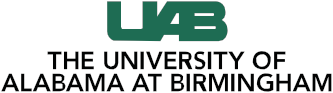 UAB
THE UNIVERSITY OF
ALABAMA AT BIRMINGHAM